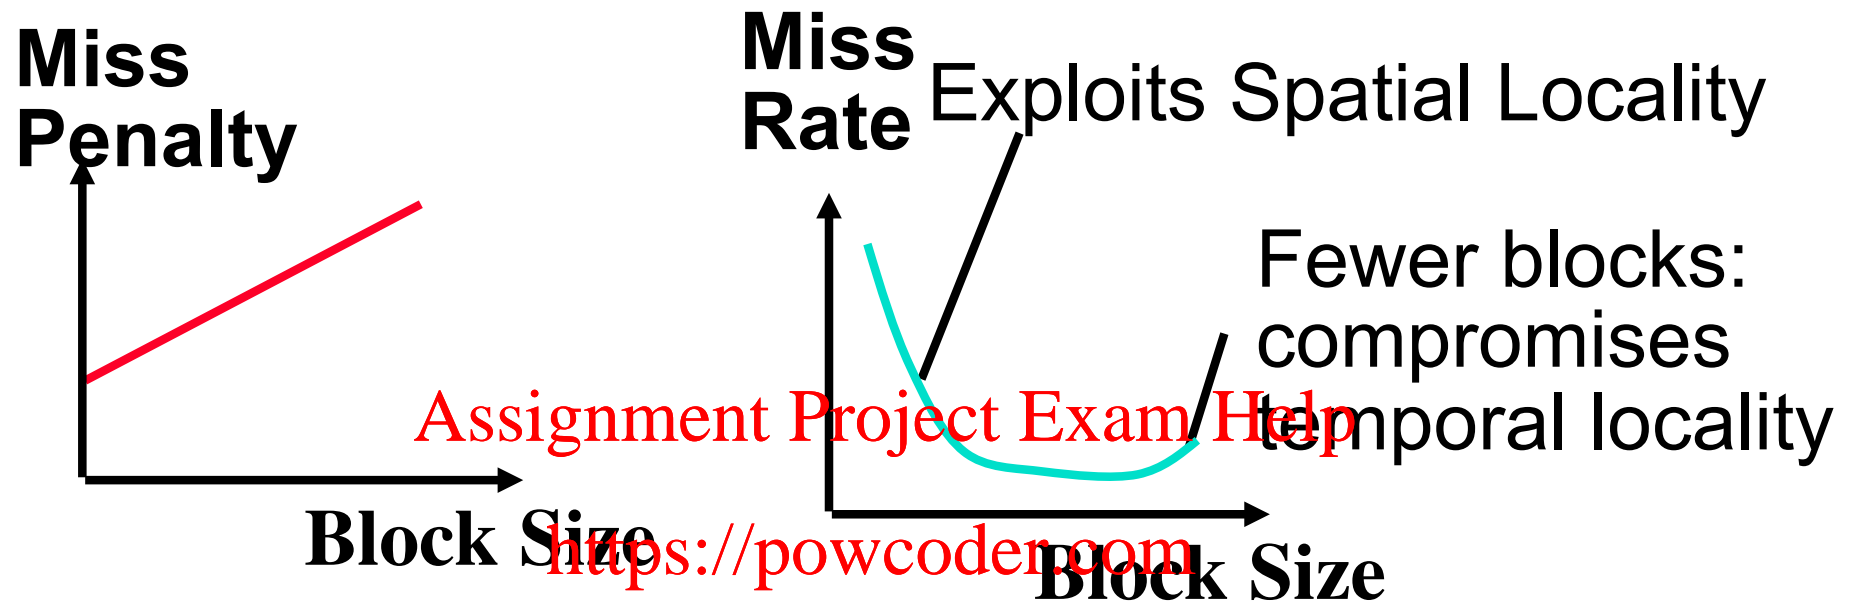 Miss
Penalty
Miss
Rate
Exploits Spatial Locality
Fewer blocks:
compromises
temporal locality
Assignment Project Exam Help
Block Size
https://powcoder.com
Block Size